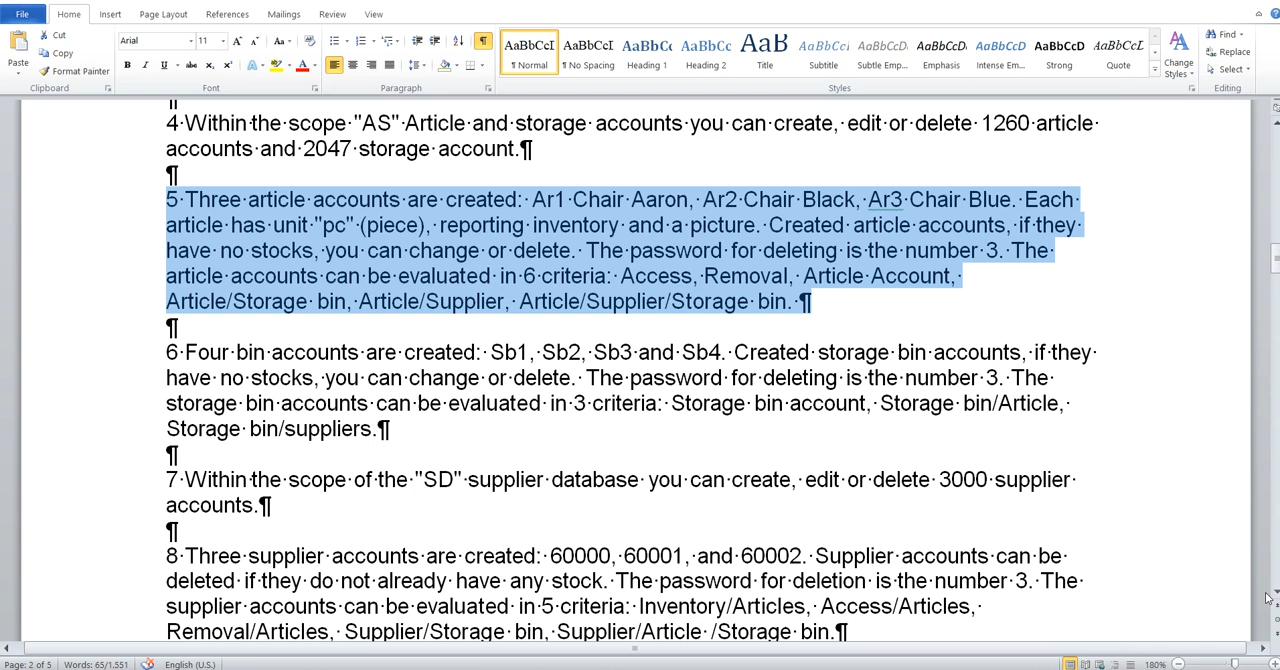 File Home Insert Page Layout References Mailings Review View
Paste Cut Copy Format Painter Clipboard
Arial 11 Font
Paragraph
AaBbCcI ¶ Normal AaBbCcI ¶ No Spacing AaBbCc Heading 1 AaBbCc Heading 2 AaB Title AaBbCcI Subtitle AaBbCcDc Subtle Emp... AaBbCcDc Emphasis AaBbCcD Intense Em... AaBbCcDc Strong AaBbCcI Quote Styles
Change Styles
Find Replace Select Editing
4 Within the scope "AS" Article and storage accounts you can create, edit or delete 1260 article
accounts and 2047 storage account.¶
¶
5 Three article accounts are created: Ar1 Chair Aaron, Ar2 Chair Black, Ar3 Chair Blue. Each
article has unit "pc" (piece), reporting inventory and a picture. Created article accounts, if they
have no stocks, you can change or delete. The password for deleting is the number 3. The
article accounts can be evaluated in 6 criteria: Access, Removal, Article Account,
Article/Storage bin, Article/Supplier, Article/Supplier/Storage bin. ¶
¶
6 Four bin accounts are created: Sb1, Sb2, Sb3 and Sb4. Created storage bin accounts, if they
have no stocks, you can change or delete. The password for deleting is the number 3. The
storage bin accounts can be evaluated in 3 criteria: Storage bin account, Storage bin/Article,
Storage bin/suppliers.¶
¶
7 Within the scope of the "SD" supplier database you can create, edit or delete 3000 supplier
accounts.¶
¶
8 Three supplier accounts are created: 60000, 60001, and 60002. Supplier accounts can be
deleted if they do not already have any stock. The password for deletion is the number 3. The
supplier accounts can be evaluated in 5 criteria: Inventory/Articles, Access/Articles,
Removal/Articles, Supplier/Storage bin, Supplier/Article /Storage bin.¶
Page: 2 of 5 Words: 65/1.551 English (U.S.) 180%